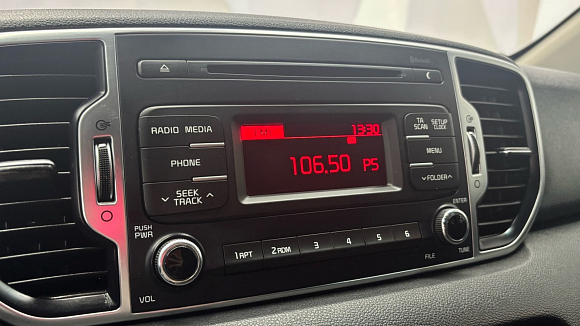 Bluetooth
RADIO MEDIA
PHONE
SEEK
TRACK
13:30
106.50 PS
TA
SCAN
SETUP
CLOCK
MENU
FOLDER
PUSH
PWR
VOL
1 RPT
2 RDM
3
4
5
6
ENTER
FILE
TUNE